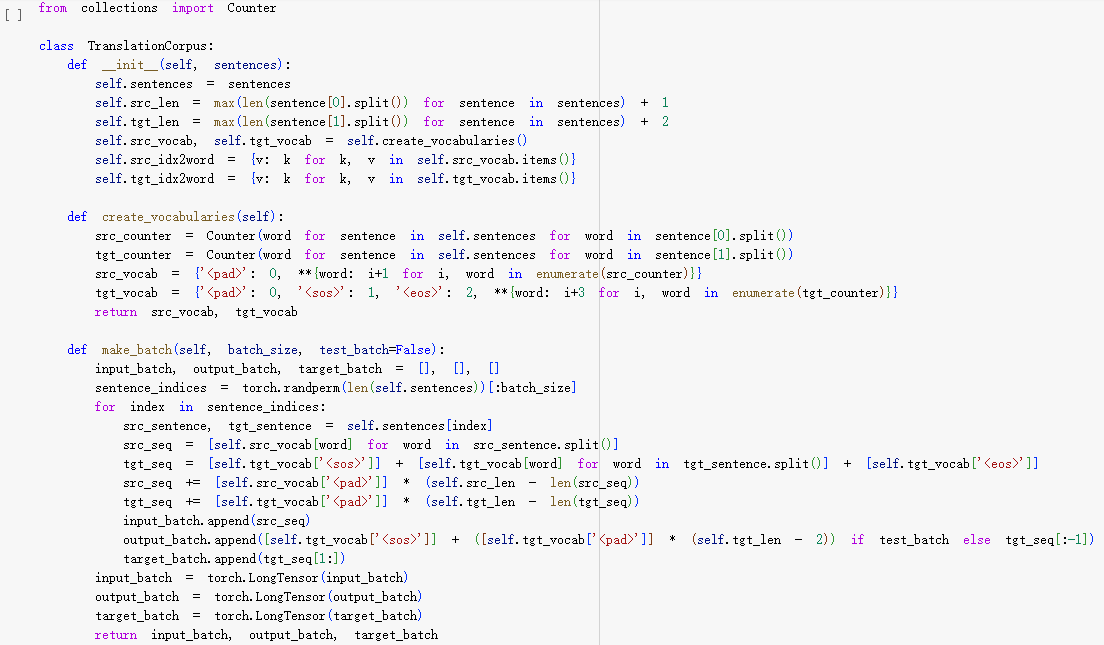 [ ]
from collections import Counter
class TranslationCorpus:
    def __init__(self, sentences):
        self.sentences = sentences
        self.src_len = max(len(sentence[0].split()) for sentence in sentences) + 1
        self.tgt_len = max(len(sentence[1].split()) for sentence in sentences) + 2
        self.src_vocab, self.tgt_vocab = self.create_vocabularies()
        self.src_idx2word = {v: k for k, v in self.src_vocab.items()}
        self.tgt_idx2word = {v: k for k, v in self.tgt_vocab.items()}
    def create_vocabularies(self):
        src_counter = Counter(word for sentence in self.sentences for word in sentence[0].split())
        tgt_counter = Counter(word for sentence in self.sentences for word in sentence[1].split())
        src_vocab = {'<pad>': 0, **{word: i+1 for i, word in enumerate(src_counter)}}
        tgt_vocab = {'<pad>': 0, '<sos>': 1, '<eos>': 2, **{word: i+3 for i, word in enumerate(tgt_counter)}}
        return src_vocab, tgt_vocab
    def make_batch(self, batch_size, test_batch=False):
        input_batch, output_batch, target_batch = [], [], []
        sentence_indices = torch.randperm(len(self.sentences))[:batch_size]
        for index in sentence_indices:
            src_sentence, tgt_sentence = self.sentences[index]
            src_seq = [self.src_vocab[word] for word in src_sentence.split()]
            tgt_seq = [self.tgt_vocab['<sos>']] + [self.tgt_vocab[word] for word in tgt_sentence.split()] + [self.tgt_vocab['<eos>']]
            src_seq += [self.src_vocab['<pad>']] * (self.src_len - len(src_seq))
            tgt_seq += [self.tgt_vocab['<pad>']] * (self.tgt_len - len(tgt_seq))
            input_batch.append(src_seq)
            output_batch.append([self.tgt_vocab['<sos>']] + ([self.tgt_vocab['<pad>']] * (self.tgt_len - 2)) if test_batch else tgt_seq[:-1])
            target_batch.append(tgt_seq[1:])
        input_batch = torch.LongTensor(input_batch)
        output_batch = torch.LongTensor(output_batch)
        target_batch = torch.LongTensor(target_batch)
        return input_batch, output_batch, target_batch